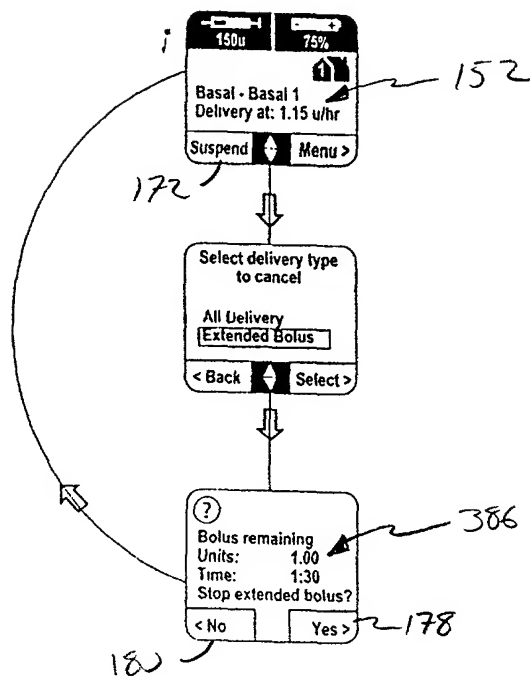 150u 75%
i
1
Basal - Basal 1
Delivery at: 1.15 u/hr
152
Suspend Menu >
172
Select delivery type
to cancel
All Delivery
Extended Bolus
< Back Select >
?
Bolus remaining
Units: 1.00
386
Time: 1:30
Stop extended bolus?
< No Yes >
178
180